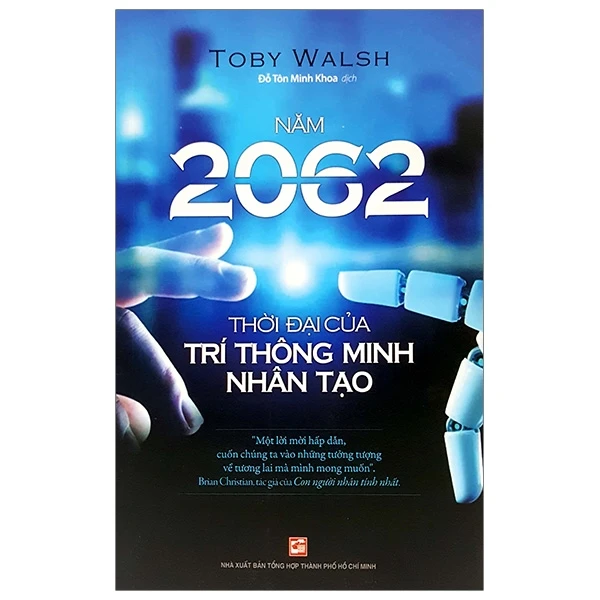 TOBY WALSH
Đỗ Tôn Minh Khoa dịch
NĂM
2062
THỜI ĐẠI CỦA
TRÍ THÔNG MINH
NHÂN TẠO
"Một lời mời hấp dẫn,
cuốn chúng ta vào những tưởng tượng
về tương lai mà mình mong muốn".
Brian Christian, tác giả của Con người nhân tính nhất.
NHÀ XUẤT BẢN TỔNG HỢP THÀNH PHỐ HỒ CHÍ MINH